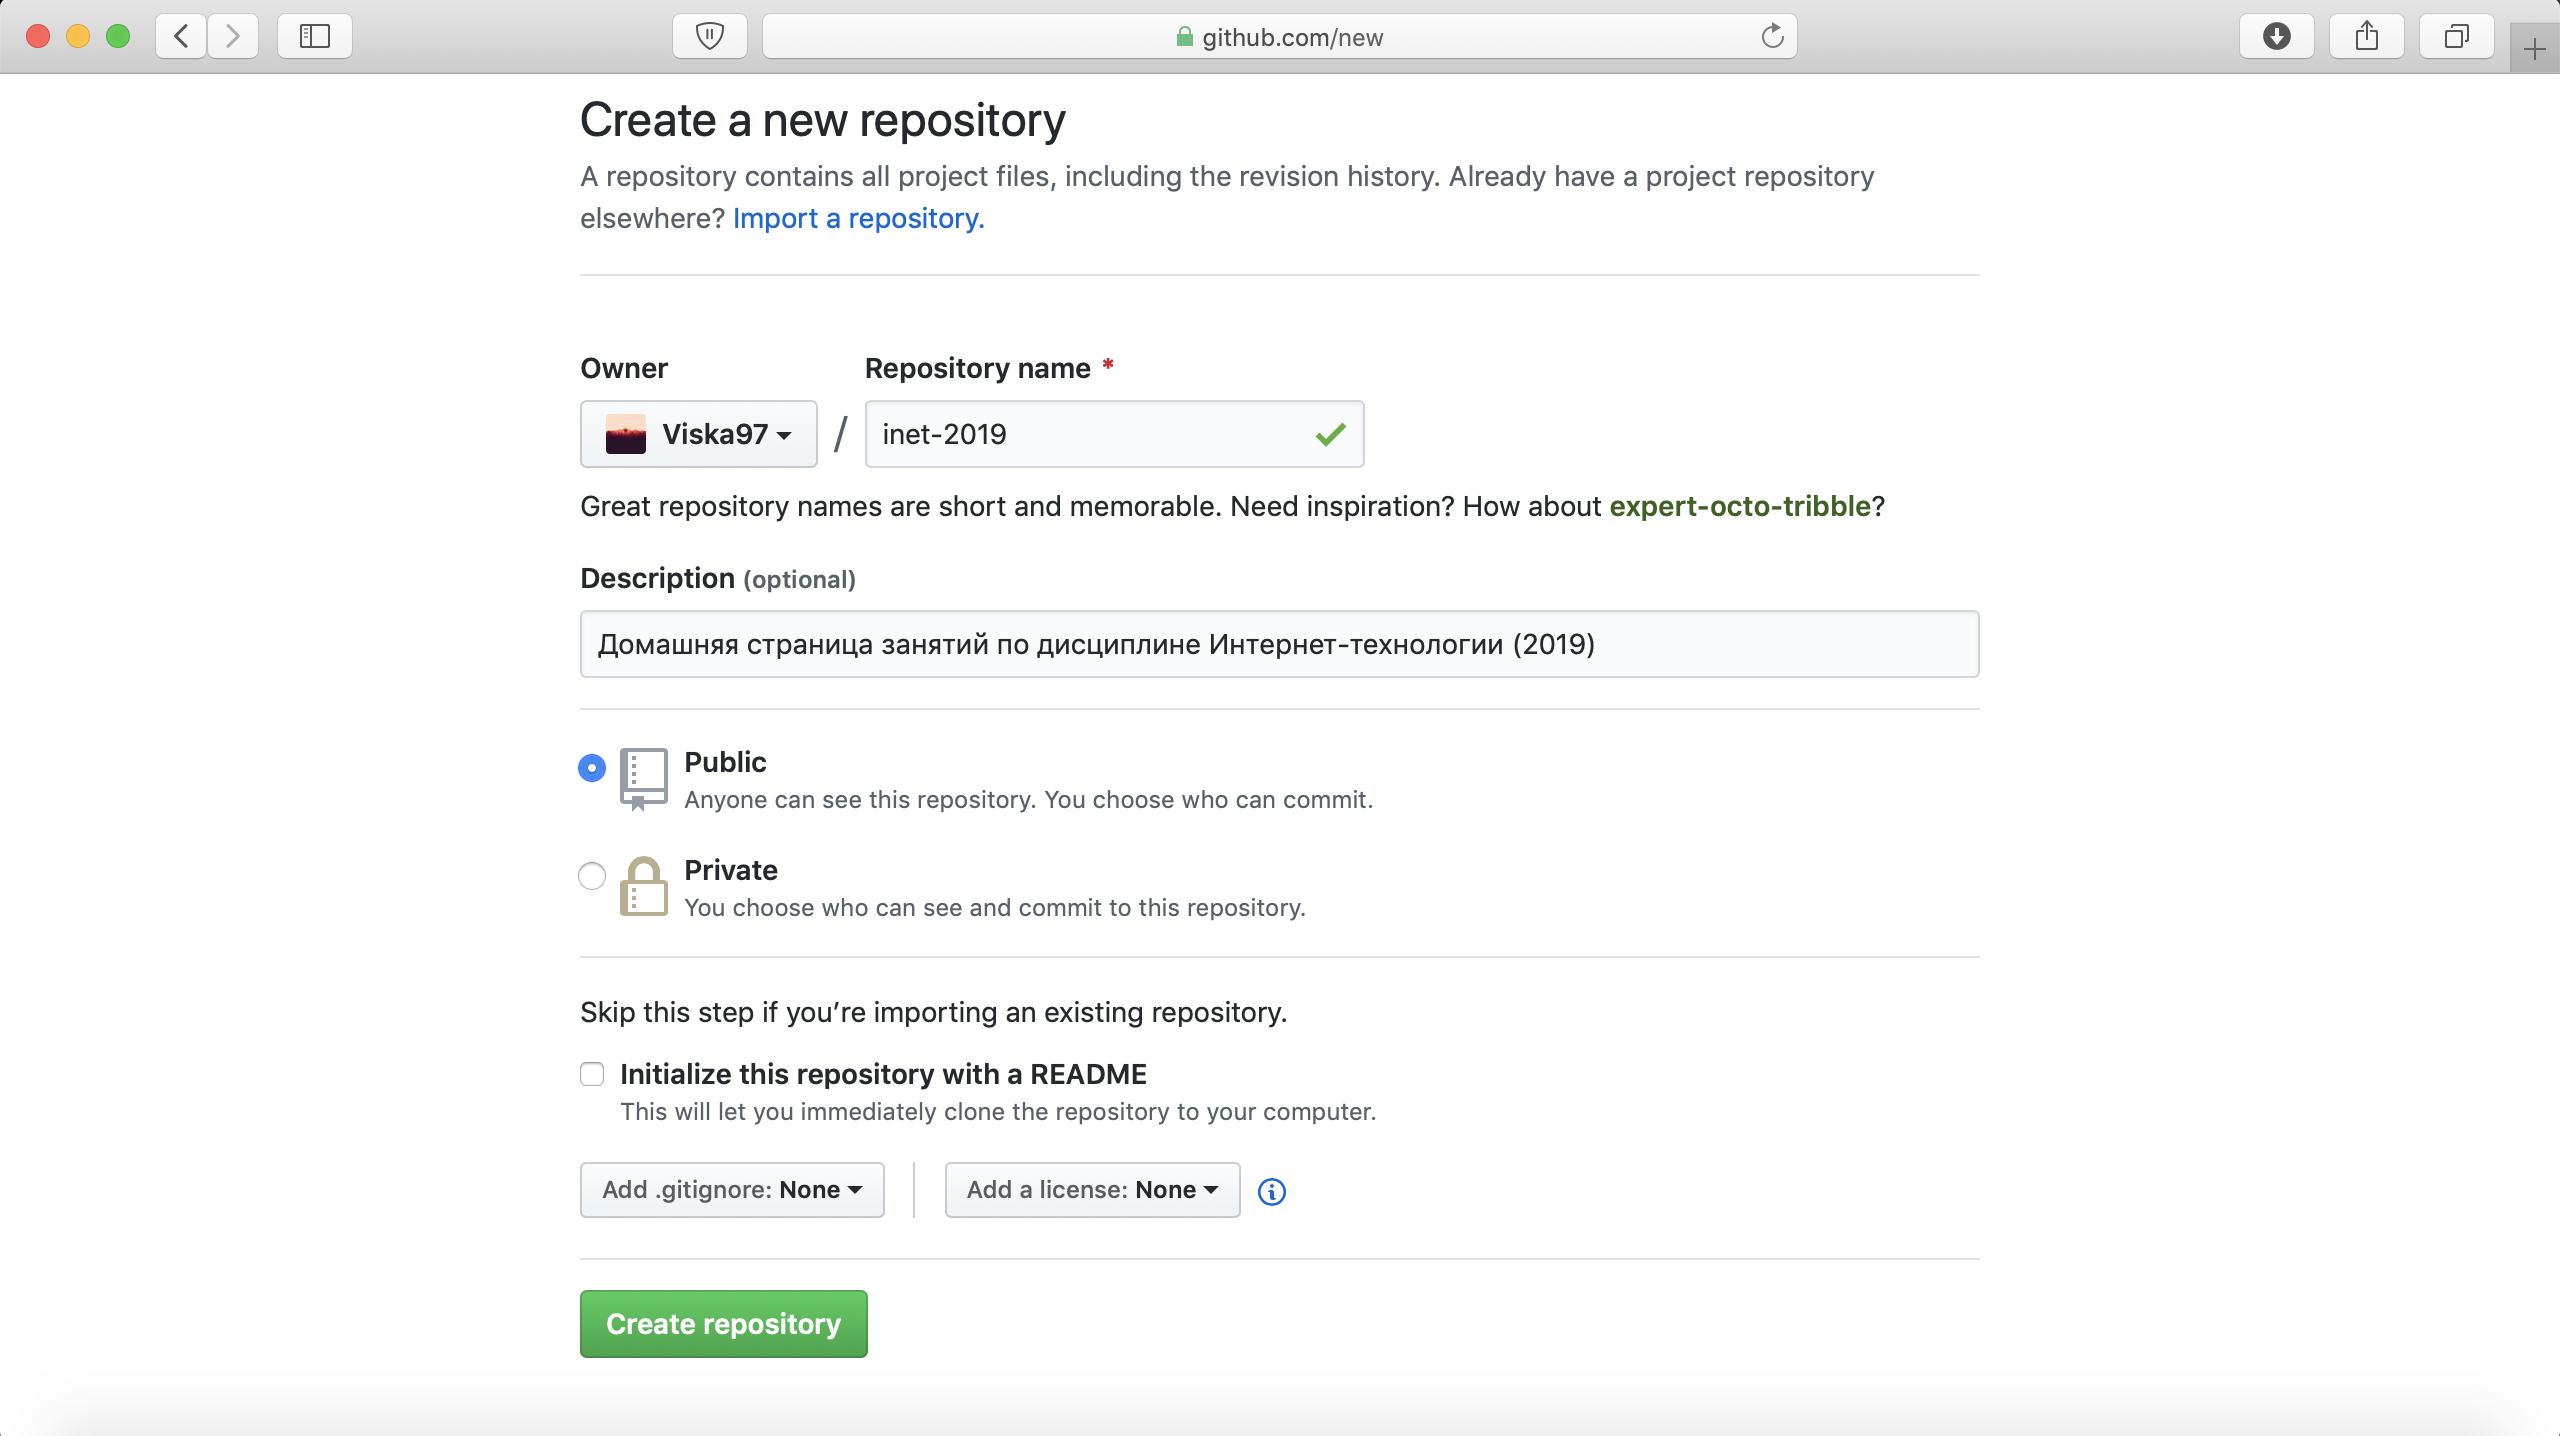 github.com/new
Create a new repository
A repository contains all project files, including the revision history. Already have a project repository
elsewhere? Import a repository.
Owner
Repository name *
Viska97 / inet-2019
Great repository names are short and memorable. Need inspiration? How about expert-octo-tribble?
Description (optional)
Домашняя страница занятий по дисциплине Интернет-технологии (2019)
Public
Anyone can see this repository. You choose who can commit.
Private
You choose who can see and commit to this repository.
Skip this step if you’re importing an existing repository.
Initialize this repository with a README
This will let you immediately clone the repository to your computer.
Add .gitignore: None
Add a license: None
Create repository